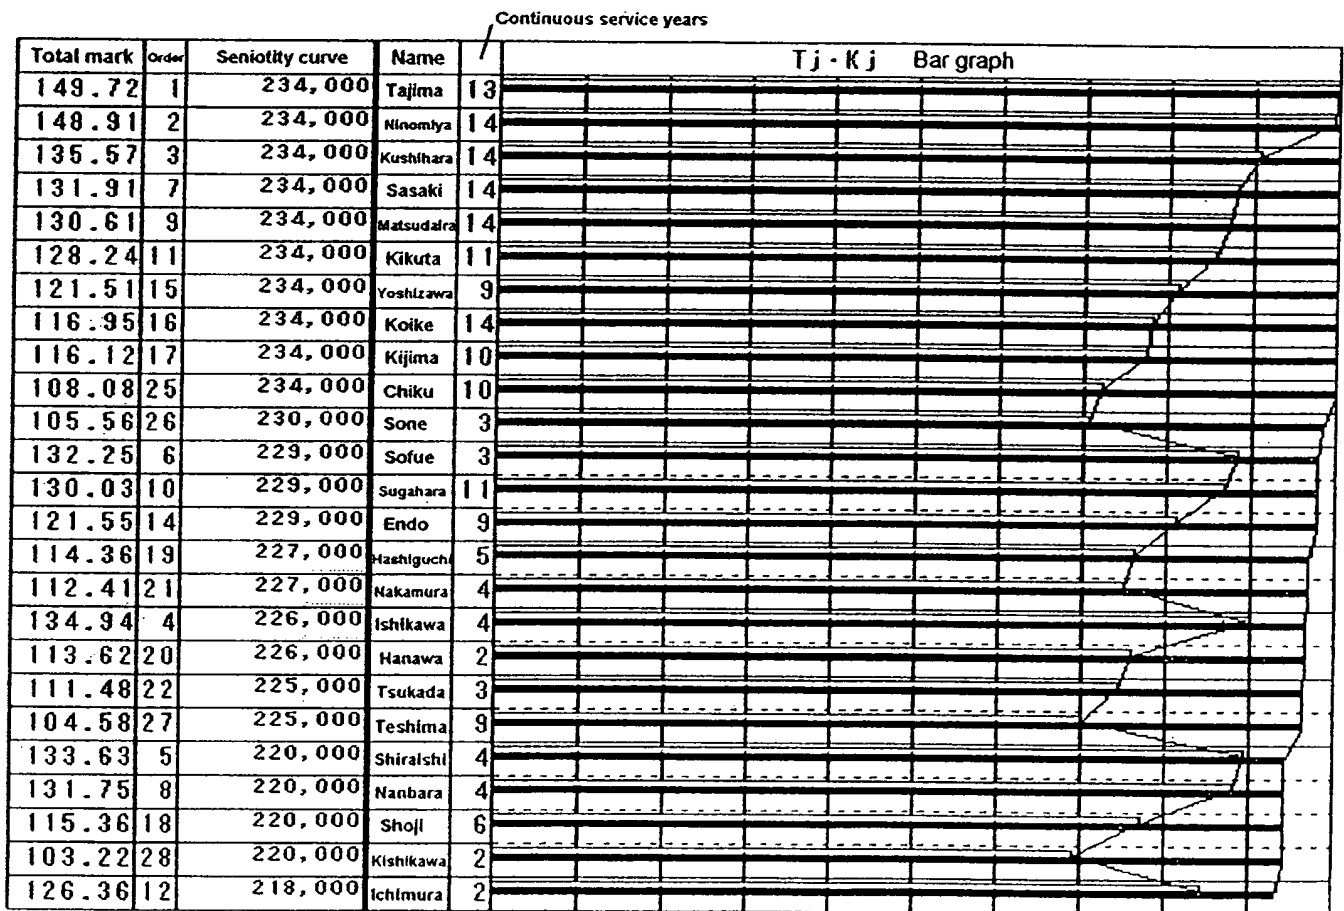 Continuous service years
Total mark Order Seniotity curve Name Tj - Kj Bar graph
149.72 1 234,000 Tajima 13
148.91 2 234,000 Ninomiya 14
135.57 3 234,000 Kushihara 14
131.91 7 234,000 Sasaki 14
130.61 9 234,000 Matsudaira 14
128.24 11 234,000 Kikuta 11
121.51 15 234,000 Yoshizawa 9
116.95 16 234,000 Koike 14
116.12 17 234,000 Kijima 10
108.08 25 234,000 Chiku 10
105.56 26 230,000 Sone 3
132.25 6 229,000 Sofue 3
130.03 10 229,000 Sugahara 11
121.55 14 229,000 Endo 9
114.36 19 227,000 Hashiguchi 5
112.41 21 227,000 Nakamura 4
134.94 4 226,000 Ishikawa 4
113.62 20 226,000 Hanawa 2
111.48 22 225,000 Tsukada 3
104.58 27 225,000 Teshima 9
133.63 5 220,000 Shiraishi 4
131.75 8 220,000 Nanbara 4
115.36 18 220,000 Shoji 6
103.22 28 220,000 Kishikawa 2
126.36 12 218,000 Ichimura 2